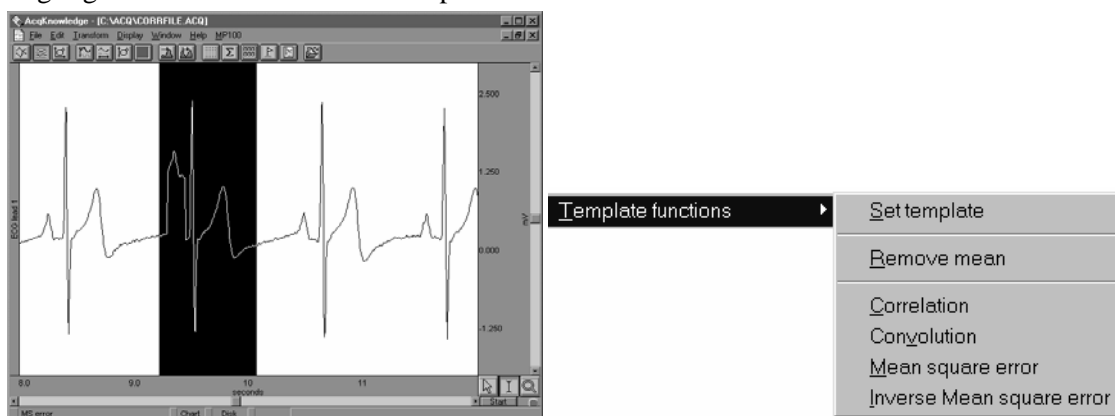 AcqKnowledge - [C:\ACQ\CORRFILE.ACQ]
File Edit Transform Display Window Help MP100
2.500
1.250
0.000
-1.250
ECG lead 1
mV
8.0 9.0 10 11
seconds
Start
MS error Chart Disk
Template functions
Set template
Remove mean
Correlation
Convolution
Mean square error
Inverse Mean square error